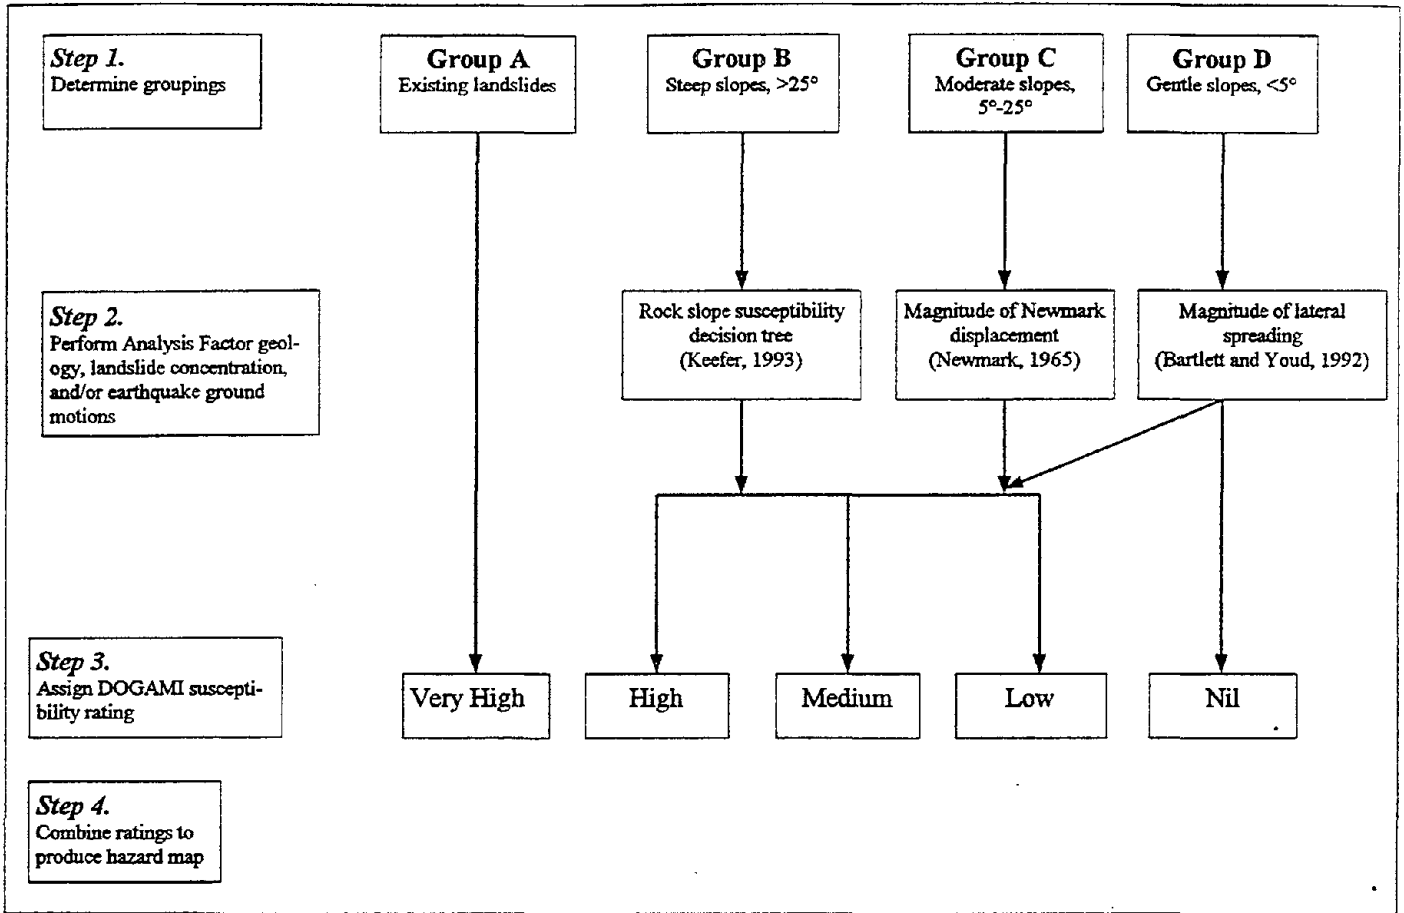 Step 1.
Determine groupings
Group A
Existing landslides
Group B
Steep slopes, >25°
Group C
Moderate slopes,
5°-25°
Group D
Gentle slopes, <5°
Step 2.
Perform Analysis Factor geol-
ogy, landslide concentration,
and/or earthquake ground
motions
Rock slope susceptibility
decision tree
(Keefer, 1993)
Magnitude of Newmark
displacement
(Newmark, 1965)
Magnitude of lateral
spreading
(Bartlett and Youd, 1992)
Step 3.
Assign DOGAMI suscepti-
bility rating
Very High
High
Medium
Low
Nil
Step 4.
Combine ratings to
produce hazard map